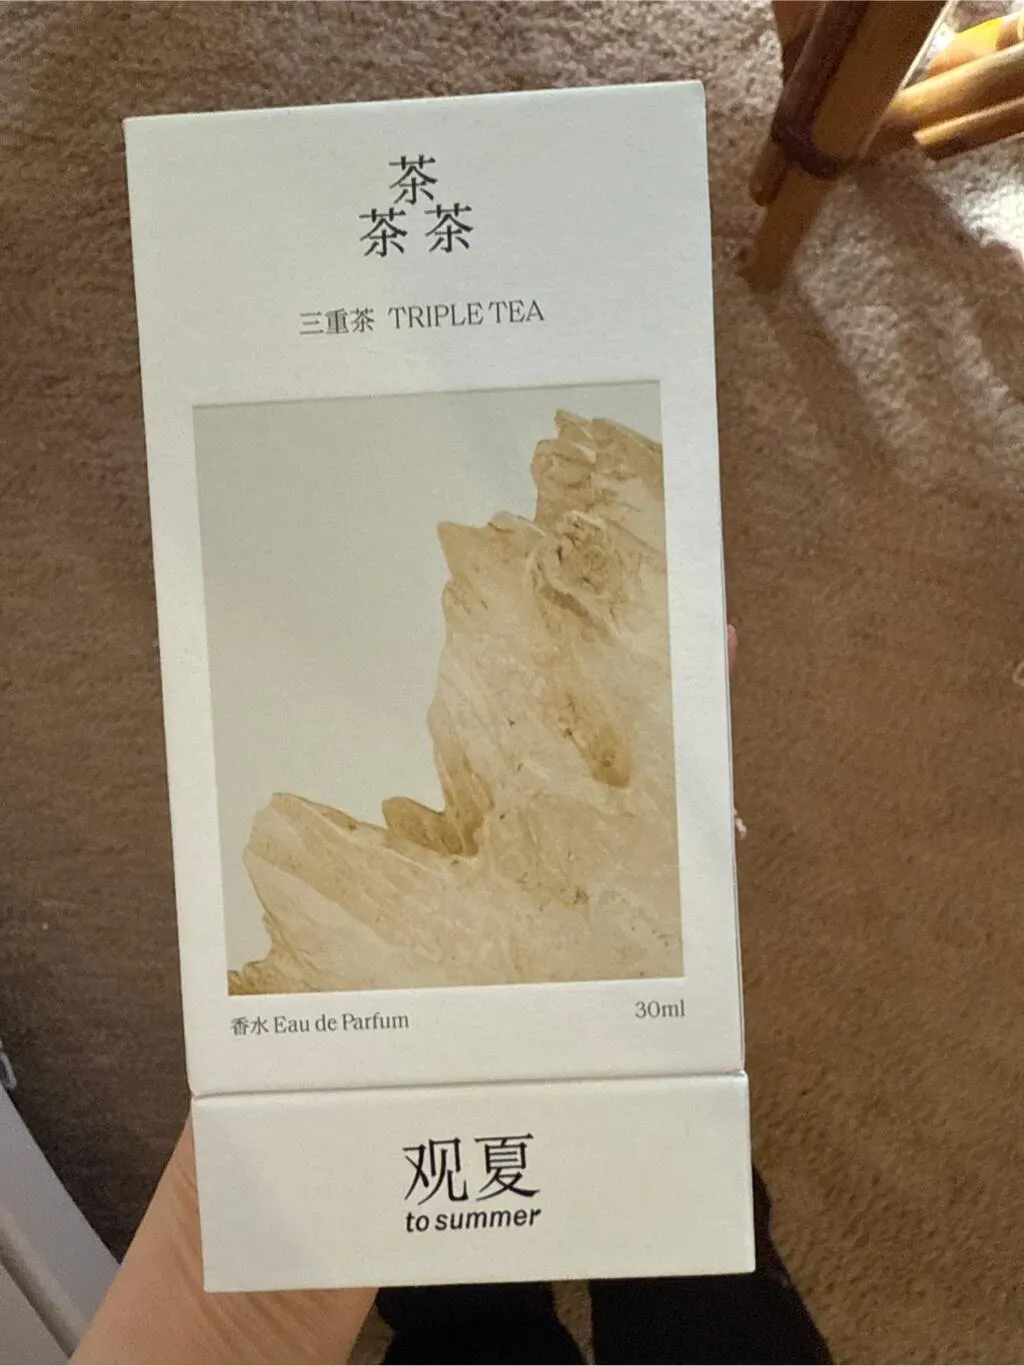 茶
茶 茶
三重茶 TRIPLE TEA
香水 Eau de Parfum
30ml
观夏
to summer